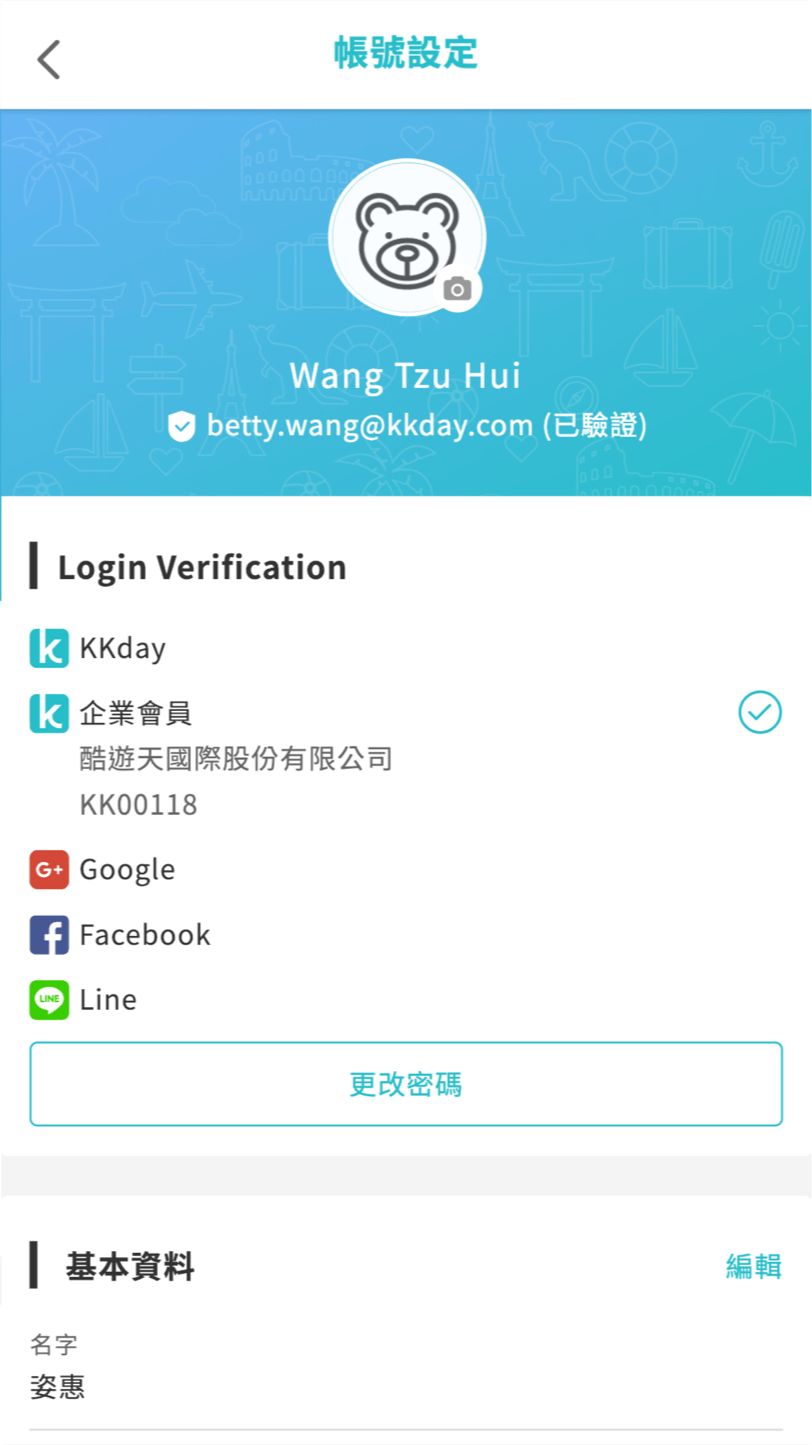 帳號設定
Wang Tzu Hui
betty.wang@kkday.com (已驗證)
Login Verification
KKday
企業會員
酷遊天國際股份有限公司
KK00118
G+ Google
Facebook
LINE Line
更改密碼
基本資料 編輯
名字
姿惠